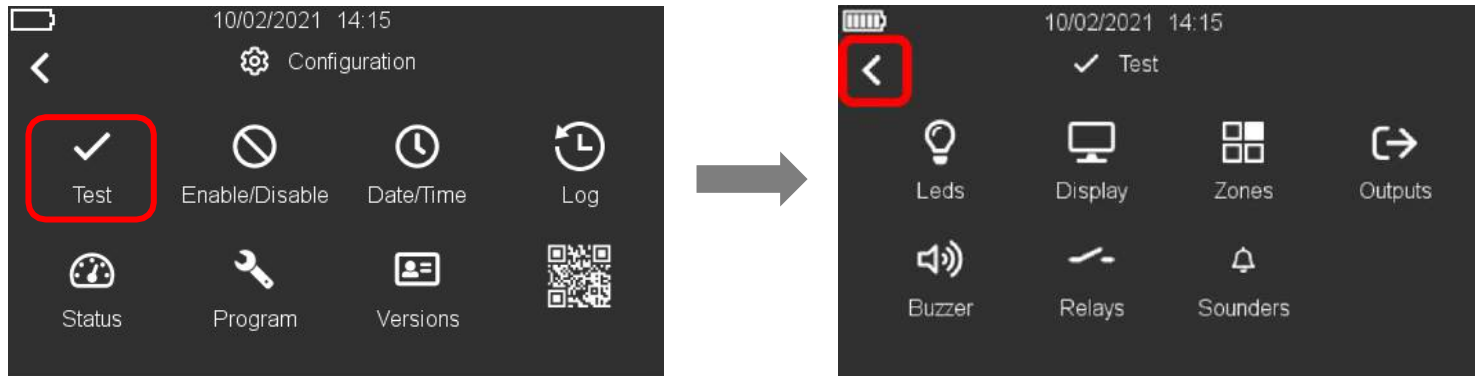 10/02/2021 14:15
Configuration
Test
Enable/Disable
Date/Time
Log
Status
Program
Versions
10/02/2021 14:15
Test
Leds
Display
Zones
Outputs
Buzzer
Relays
Sounders